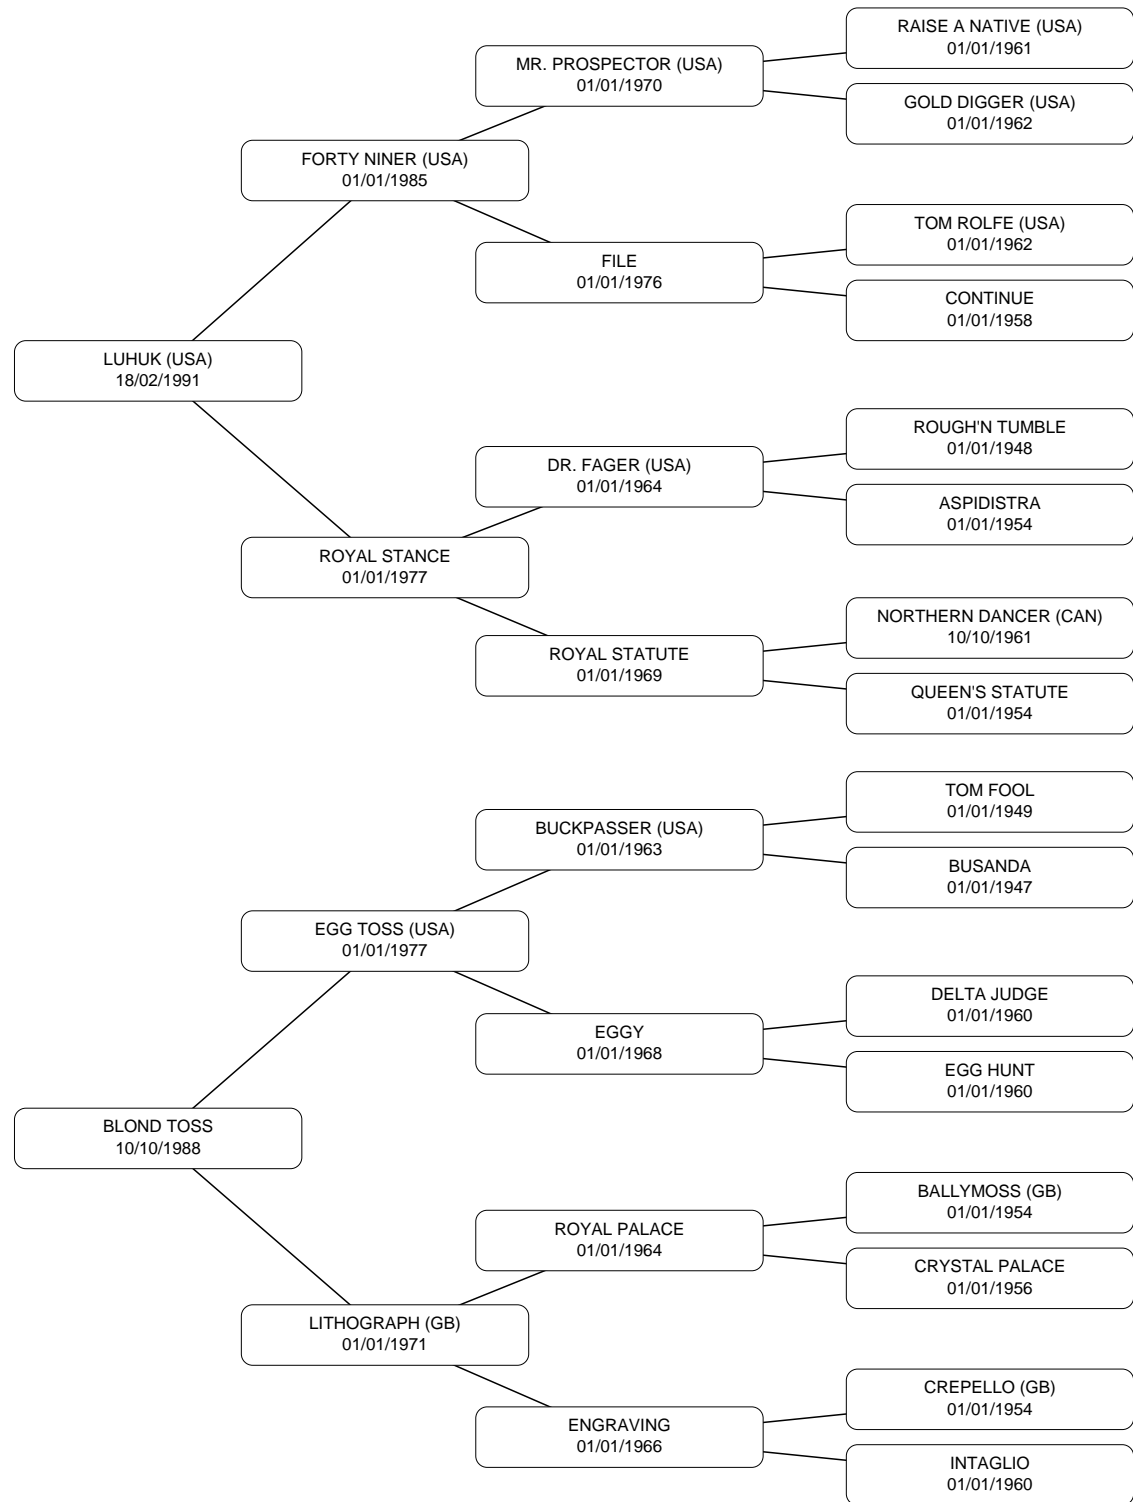 RAISE A NATIVE (USA)
01/01/1961
MR. PROSPECTOR (USA)
01/01/1970
GOLD DIGGER (USA)
01/01/1962
FORTY NINER (USA)
01/01/1985
TOM ROLFE (USA)
01/01/1962
FILE
01/01/1976
CONTINUE
01/01/1958
LUHUK (USA)
18/02/1991
ROUGH'N TUMBLE
01/01/1948
DR. FAGER (USA)
01/01/1964
ASPIDISTRA
01/01/1954
ROYAL STANCE
01/01/1977
NORTHERN DANCER (CAN)
10/10/1961
ROYAL STATUTE
01/01/1969
QUEEN'S STATUTE
01/01/1954
TOM FOOL
01/01/1949
BUCKPASSER (USA)
01/01/1963
BUSANDA
01/01/1947
EGG TOSS (USA)
01/01/1977
DELTA JUDGE
01/01/1960
EGGY
01/01/1968
EGG HUNT
01/01/1960
BLOND TOSS
10/10/1988
BALLYMOSS (GB)
01/01/1954
ROYAL PALACE
01/01/1964
CRYSTAL PALACE
01/01/1956
LITHOGRAPH (GB)
01/01/1971
CREPELLO (GB)
01/01/1954
ENGRAVING
01/01/1966
INTAGLIO
01/01/1960